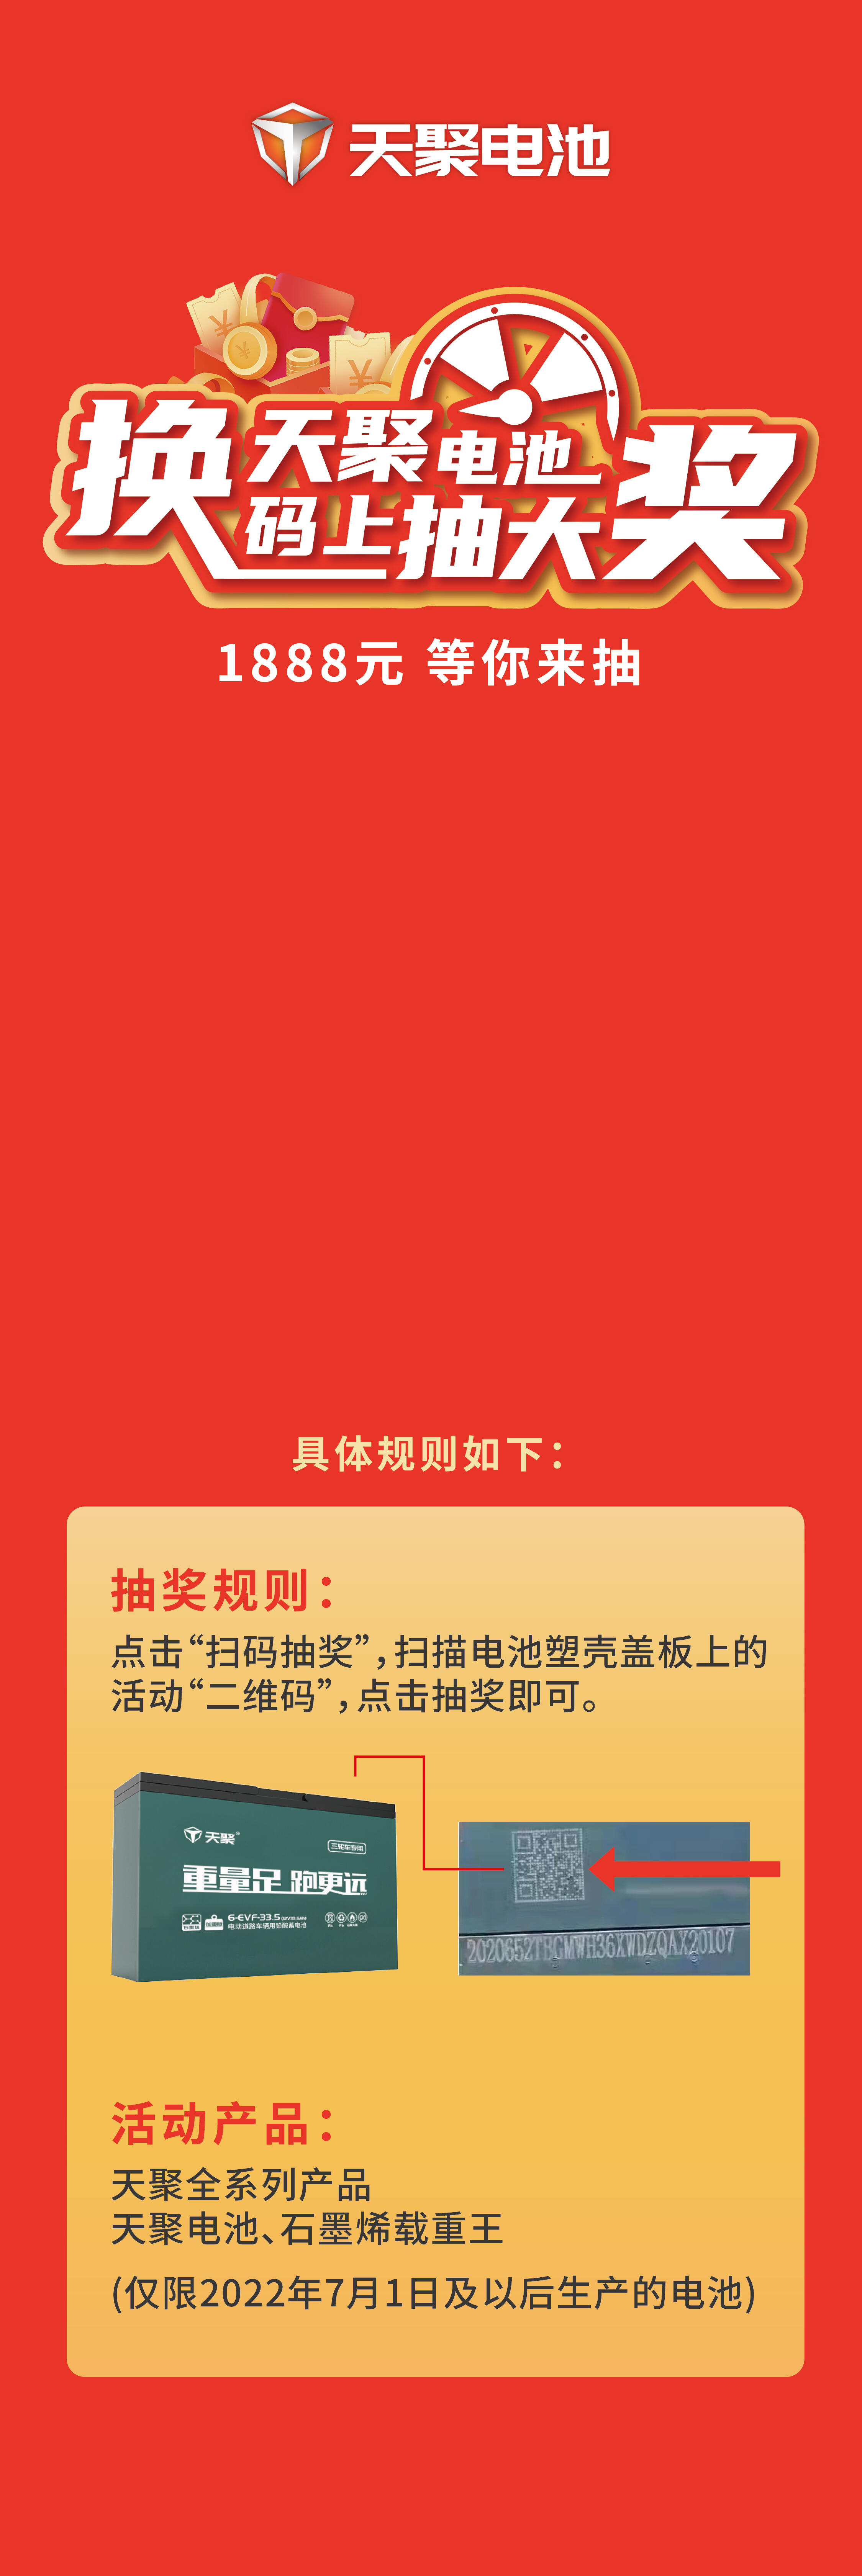 天聚电池
换天聚电池
码上抽大奖
1888元 等你来抽
具体规则如下：
抽奖规则：
点击“扫码抽奖”，扫描电池塑壳盖板上的
活动“二维码”，点击抽奖即可。
天聚
三轮车专用
重量足 跑更远
6-EVF-33.5
电动道路车辆用铅酸蓄电池
活动产品：
天聚全系列产品
天聚电池、石墨烯载重王
(仅限2022年7月1日及以后生产的电池)